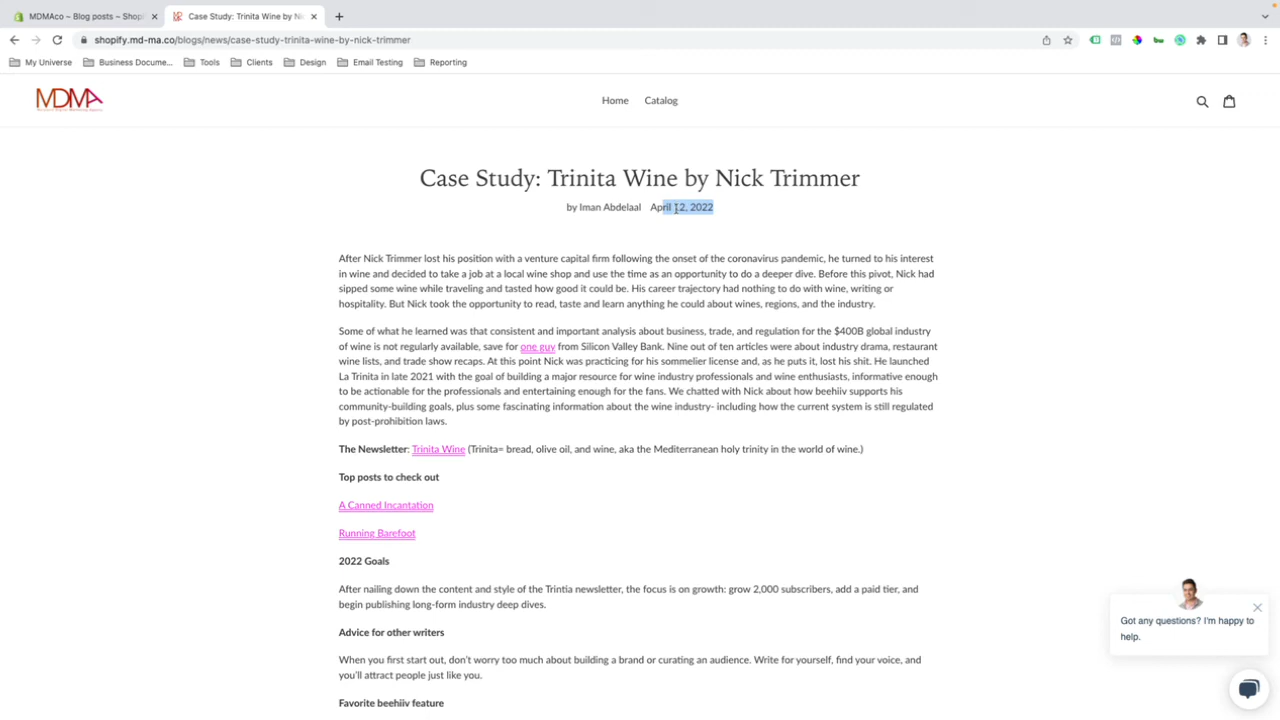 MDMAco – Blog posts – Shopi
Case Study: Trinita Wine by Nic
shopify.md-ma.co/blogs/news/case-study-trinita-wine-by-nick-trimmer
My Universe
Business Docume...
Tools
Clients
Design
Email Testing
Reporting
MDMA
Home
Catalog
Case Study: Trinita Wine by Nick Trimmer
by Iman Abdelaal April 12, 2022
After Nick Trimmer lost his position with a venture capital firm following the onset of the coronavirus pandemic, he turned to his interest
in wine and decided to take a job at a local wine shop and use the time as an opportunity to do a deeper dive. Before this pivot, Nick had
sipped some wine while traveling and tasted how good it could be. His career trajectory had nothing to do with wine, writing or
hospitality. But Nick took the opportunity to read, taste and learn anything he could about wines, regions, and the industry.
Some of what he learned was that consistent and important analysis about business, trade, and regulation for the $400B global industry
of wine is not regularly available, save for one guy from Silicon Valley Bank. Nine out of ten articles were about industry drama, restaurant
wine lists, and trade show recaps. At this point Nick was practicing for his sommelier license and, as he puts it, lost his shit. He launched
La Trinita in late 2021 with the goal of building a major resource for wine industry professionals and wine enthusiasts, informative enough
to be actionable for the professionals and entertaining enough for the fans. We chatted with Nick about how beehiiv supports his
community-building goals, plus some fascinating information about the wine industry- including how the current system is still regulated
by post-prohibition laws.
The Newsletter: Trinita Wine (Trinita= bread, olive oil, and wine, aka the Mediterranean holy trinity in the world of wine.)
Top posts to check out
A Canned Incantation
Running Barefoot
2022 Goals
After nailing down the content and style of the Trintia newsletter, the focus is on growth: grow 2,000 subscribers, add a paid tier, and
begin publishing long-form industry deep dives.
Advice for other writers
When you first start out, don't worry too much about building a brand or curating an audience. Write for yourself, find your voice, and
you'll attract people just like you.
Favorite beehiiv feature
Got any questions? I'm happy to
help.